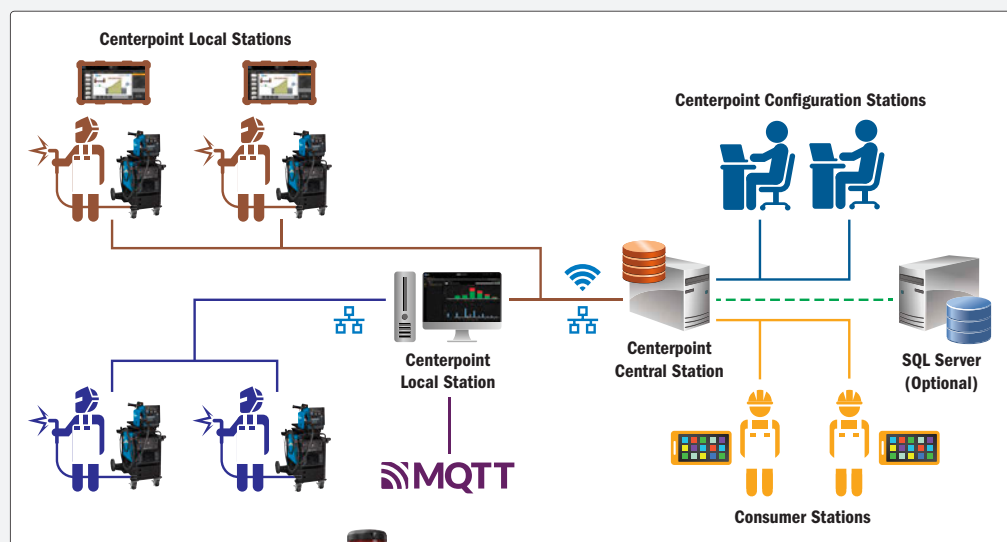 Centerpoint Local Stations
Centerpoint Configuration Stations
Centerpoint
Local Station
Centerpoint
Central Station
SQL Server
(Optional)
MQTT
Consumer Stations